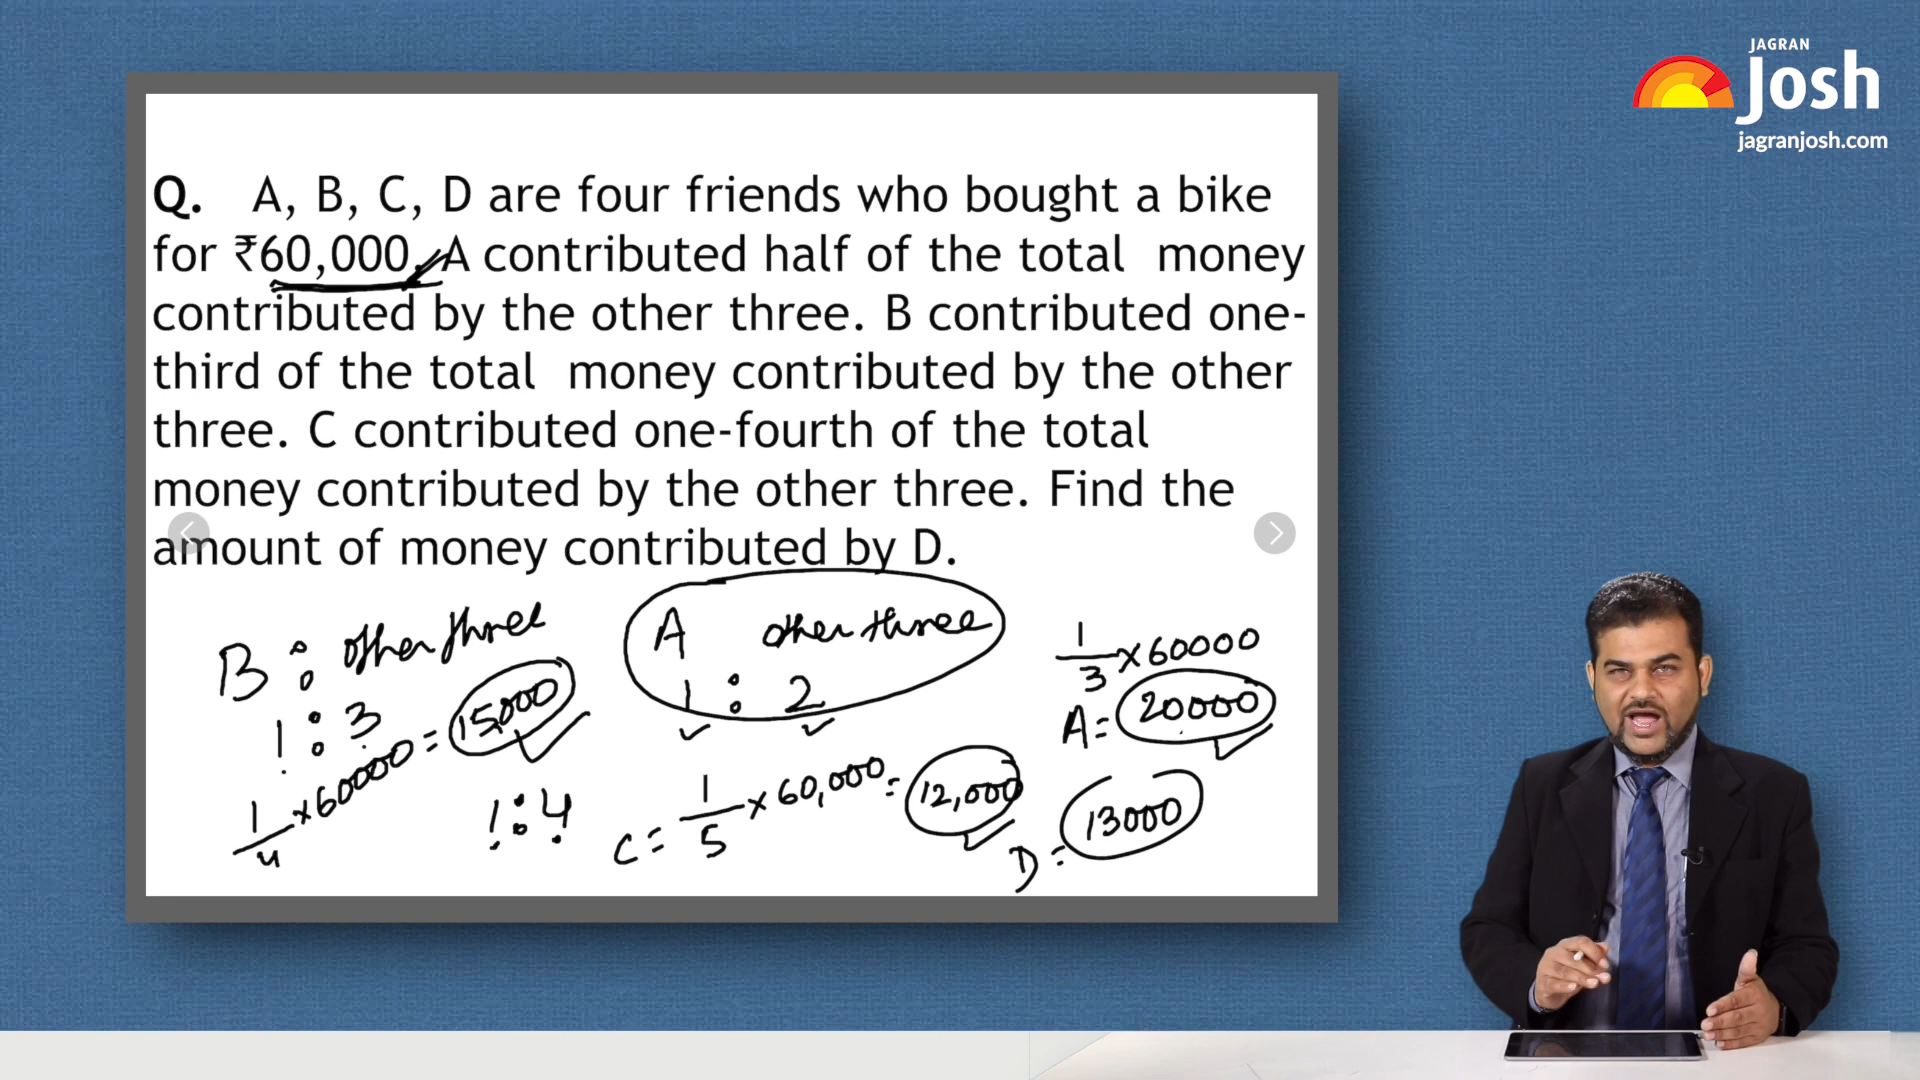 JAGRAN
Josh
jagranjosh.com
Q. A, B, C, D are four friends who bought a bike
for ₹60,000. A contributed half of the total money
contributed by the other three. B contributed one-
third of the total money contributed by the other
three. C contributed one-fourth of the total
money contributed by the other three. Find the
amount of money contributed by D.
B : other three
1 : 3
1/4 × 60000 = 15000
1 : 4
A other three
1 : 2
C = 1/5 × 60,000 = 12,000
1/3 × 60000
A = 20000
D = 13000